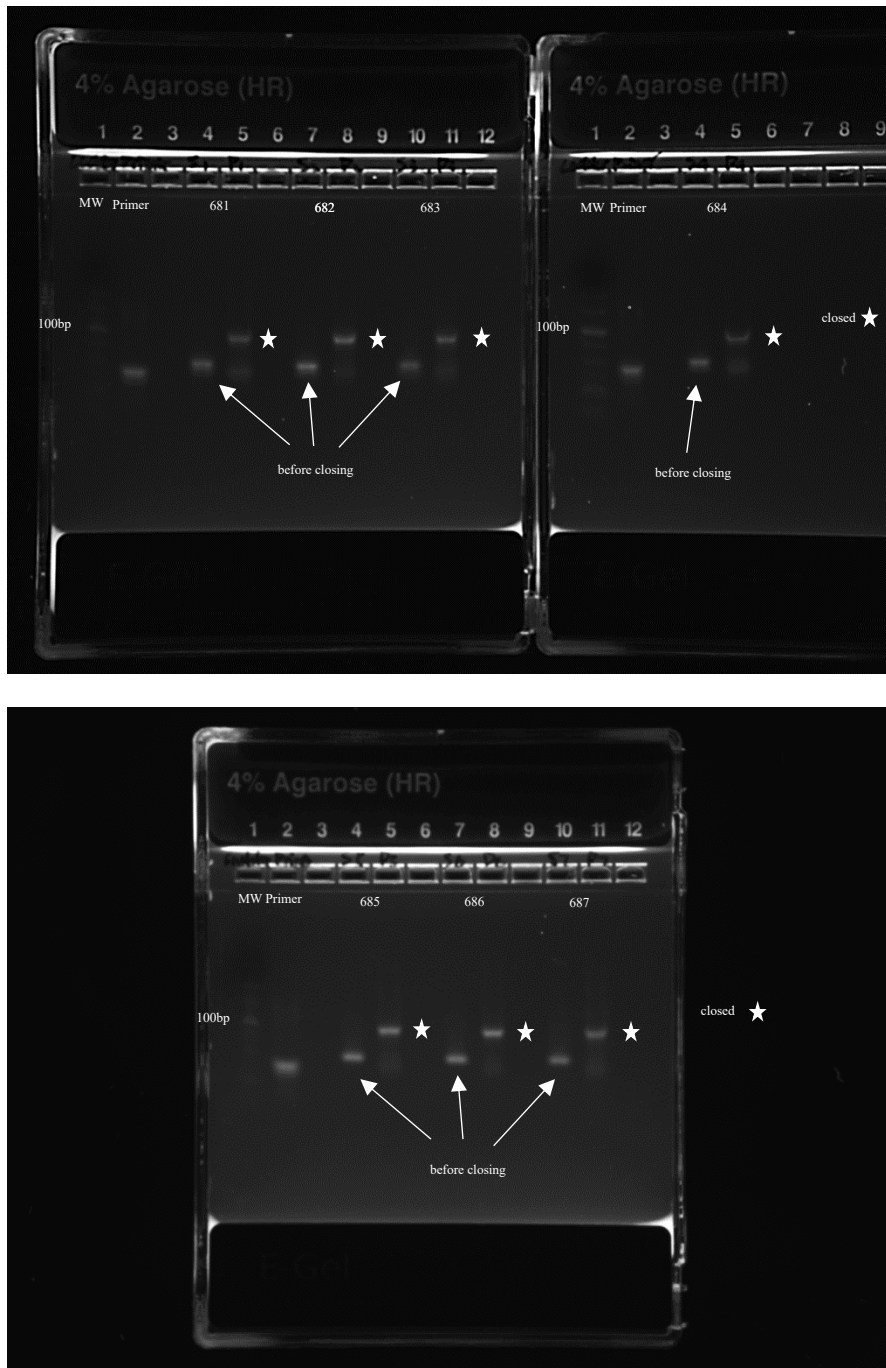 4% Agarose (HR)
1 2 3 4 5 6 7 8 9 10 11 12
MW Primer 681 682 683
100bp
before closing
4% Agarose (HR)
1 2 3 4 5 6 7 8 9
MW Primer 684
100bp
closed
before closing
E-Gel
4% Agarose (HR)
1 2 3 4 5 6 7 8 9 10 11 12
MW Primer 685 686 687
100bp
closed
before closing
E-Gel